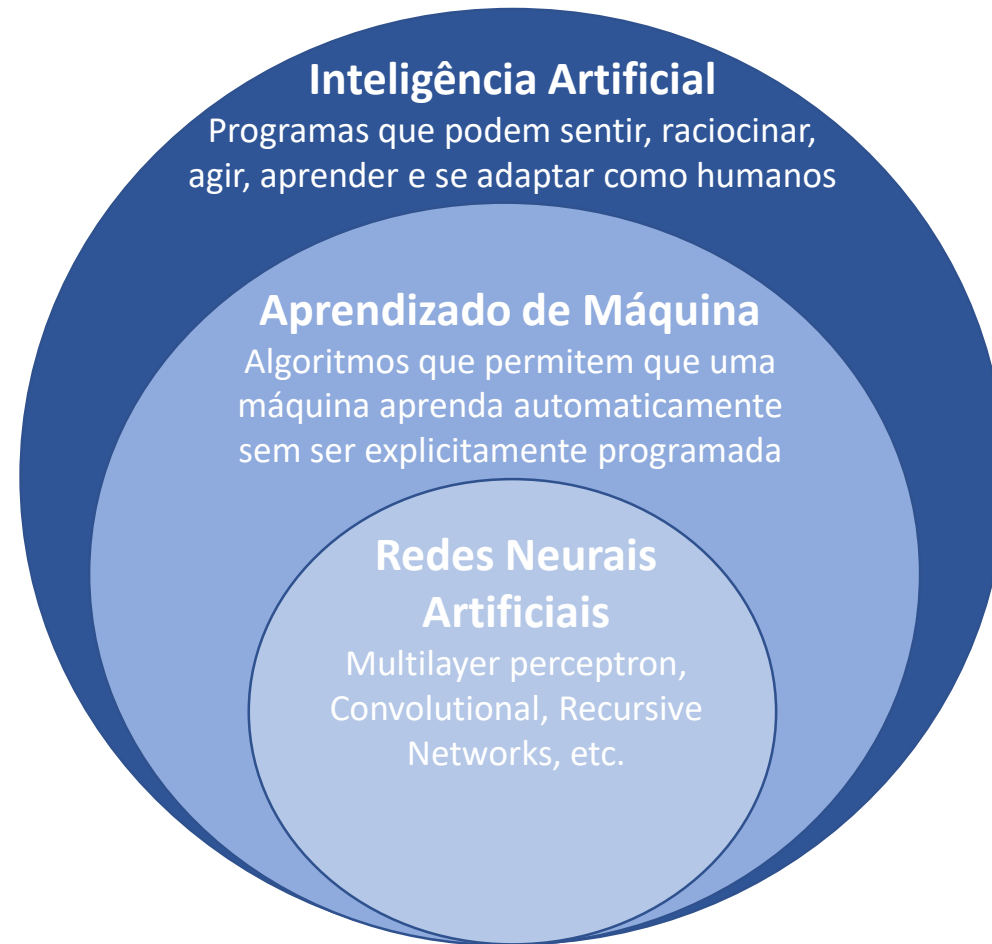 Inteligência Artificial
Programas que podem sentir, raciocinar,
agir, aprender e se adaptar como humanos
Aprendizado de Máquina
Algoritmos que permitem que uma
máquina aprenda automaticamente
sem ser explicitamente programada
Redes Neurais
Artificiais
Multilayer perceptron,
Convolutional, Recursive
Networks, etc.